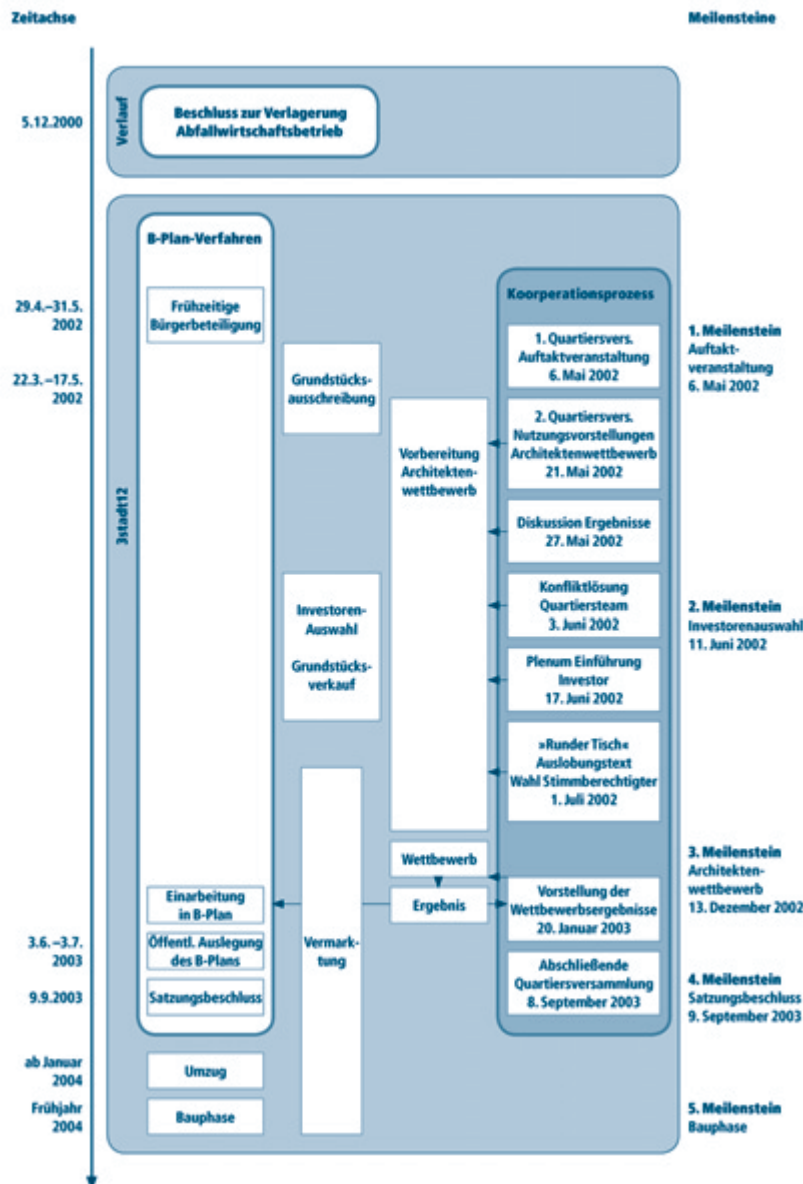 Zeitachse
Meilensteine
5.12.2000
Verlauf
Beschluss zur Verlagerung
Abfallwirtschaftsbetrieb
3stadt12
B-Plan-Verfahren
29.4.–31.5.
2002
Frühzeitige
Bürgerbeteiligung
22.3.–17.5.
2002
Grundstücks-
ausschreibung
Vorbereitung
Architekten-
wettbewerb
Investoren-
Auswahl
Grundstücks-
verkauf
Koorperationsprozess
1. Quartiersvers.
Auftaktveranstaltung
6. Mai 2002
2. Quartiersvers.
Nutzungsvorstellungen
Architektenwettbewerb
21. Mai 2002
Diskussion Ergebnisse
27. Mai 2002
Konfliktlösung
Quartiersteam
3. Juni 2002
Plenum Einführung
Investor
17. Juni 2002
»Runder Tisch«
Auslobungstext
Wahl Stimmberechtigter
1. Juli 2002
1. Meilenstein
Auftakt-
veranstaltung
6. Mai 2002
2. Meilenstein
Investorenauswahl
11. Juni 2002
Wettbewerb
Ergebnis
Vorstellung der
Wettbewerbsergebnisse
20. Januar 2003
3. Meilenstein
Architekten-
wettbewerb
13. Dezember 2002
Einarbeitung
in B-Plan
Vermark-
tung
3.6. –3.7.
2003
Öffentl. Auslegung
des B-Plans
9.9.2003
Satzungsbeschluss
Abschließende
Quartiersversammlung
8. September 2003
4. Meilenstein
Satzungsbeschluss
9. September 2003
ab Januar
2004
Umzug
Frühjahr
2004
Bauphase
5. Meilenstein
Bauphase